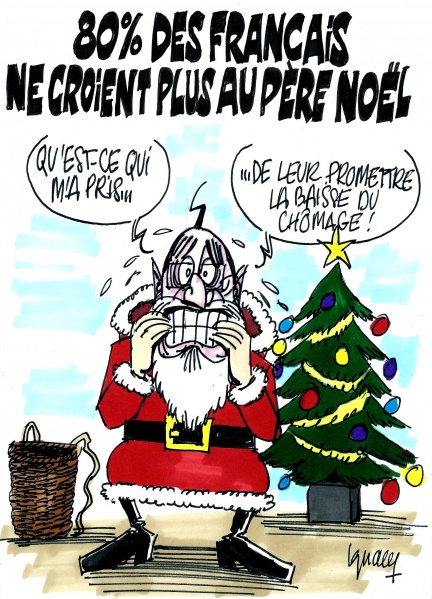 80% DES FRANÇAIS
NE CROIENT PLUS AU PÈRE NOËL
QU'EST-CE QUI
M'A PRIS...
...DE LEUR PROMETTRE
LA BAISSE DU
CHÔMAGE !
Ignace